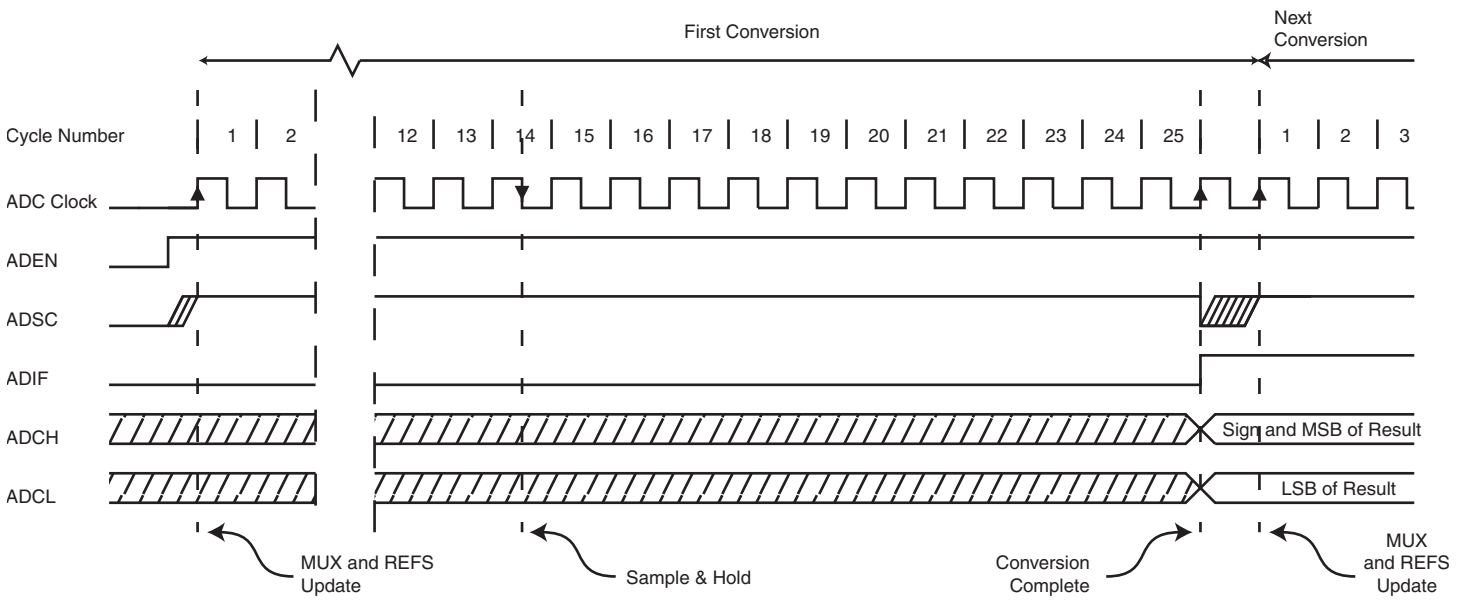 First Conversion
Next
Conversion
Cycle Number 1 2 12 13 14 15 16 17 18 19 20 21 22 23 24 25 1 2 3
ADC Clock
ADEN
ADSC
ADIF
ADCH Sign and MSB of Result
ADCL LSB of Result
MUX and REFS
Update
Sample & Hold
Conversion
Complete
MUX
and REFS
Update